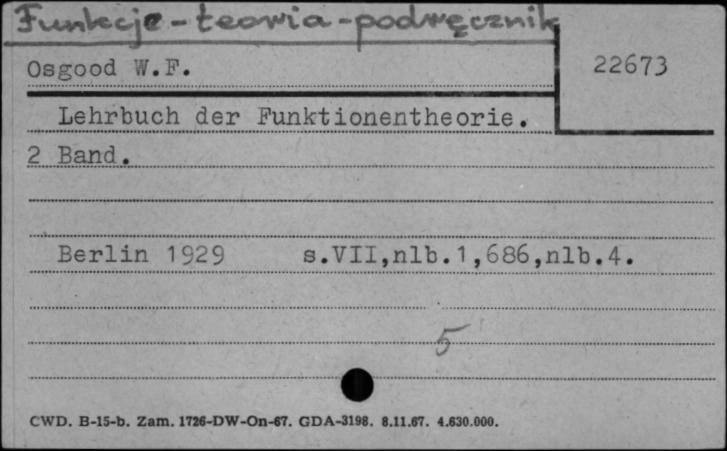 Funkcje - teoria - podręcznik
Osgood W.F.
22673
Lehrbuch der Funktionentheorie.
2 Band.
Berlin 1929 s.VII,nlb.1,686,nlb.4.
5
CWD. B-15-b. Zam. 1726-DW-On-67. GDA-3198. 8.11.67. 4.630.000.